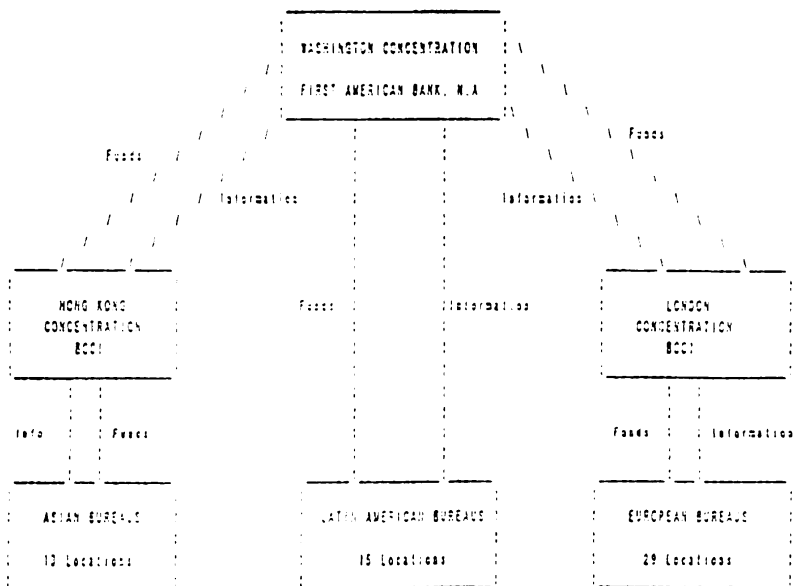 WASHINGTON CONCENTRATION
FIRST AMERICAN BANK, N.A
Funds
Funds
Information
Information
HONG KONG
CONCENTRATION
BCCI
Funds
Information
LONDON
CONCENTRATION
BCCI
Info
Funds
Funds
Information
ASIAN BUREAUS
LATIN AMERICAN BUREAUS
EUROPEAN BUREAUS
13 Locations
15 Locations
29 Locations